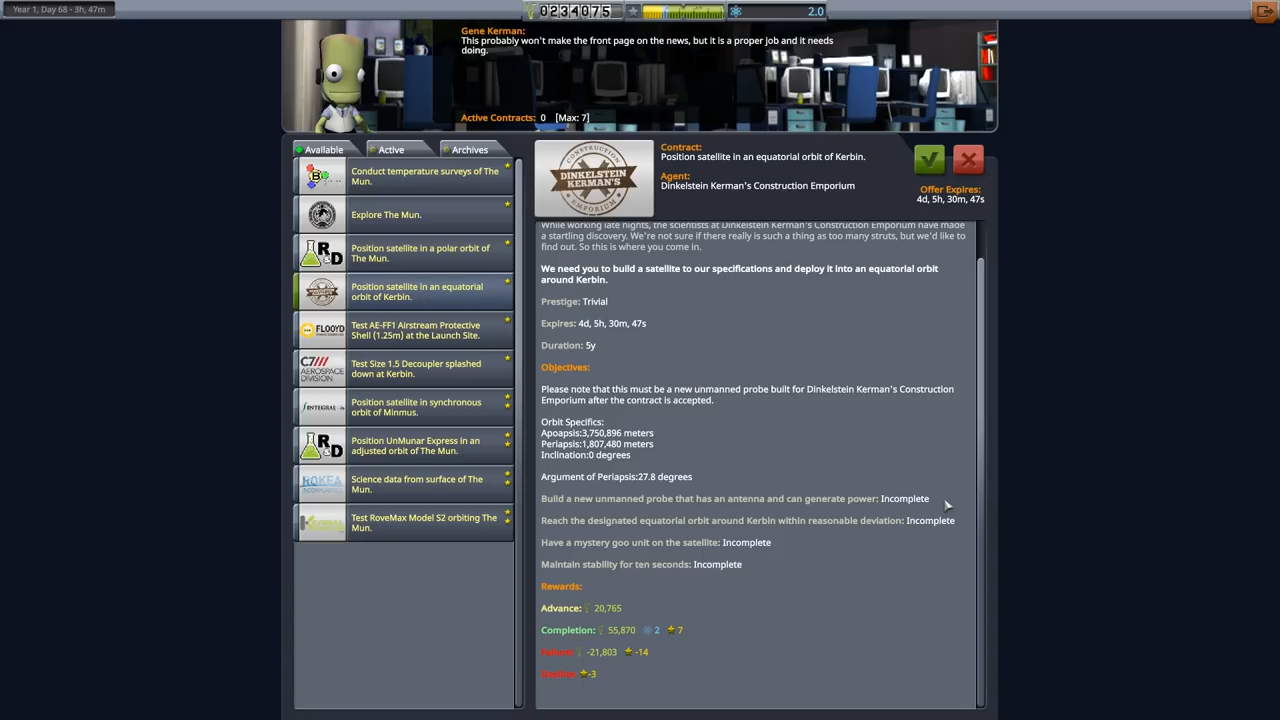 Year 1, Day 68 - 3h, 47m
0234075
2.0
Gene Kerman:
This probably won't make the front page on the news, but it is a proper job and it needs
doing.
Active Contracts: 0 [Max: 7]
Available
Active
Archives
Conduct temperature surveys of The
Mun.
Explore The Mun.
R&D
Position satellite in a polar orbit of
The Mun.
Position satellite in an equatorial
orbit of Kerbin.
FLOOYD
Test AE-FF1 Airstream Protective
Shell (1.25m) at the Launch Site.
C7///
AEROSPACE
DIVISION
Test Size 1.5 Decoupler splashed
down at Kerbin.
INTEGRAL
Position satellite in synchronous
orbit of Minmus.
R&D
Position UnMunar Express in an
adjusted orbit of The Mun.
ROKEA
Science data from surface of The
Mun.
Test RoveMax Model S2 orbiting The
Mun.
CONSTRUCTION
DINKELSTEIN
KERMAN'S
EMPORIUM
Contract:
Position satellite in an equatorial orbit of Kerbin.
Agent:
Dinkelstein Kerman's Construction Emporium
Offer Expires:
4d, 5h, 30m, 47s
While working late nights, the scientists at Dinkelstein Kerman's Construction Emporium have made
a startling discovery. We're not sure if there really is such a thing as too many struts, but we'd like to
find out. So this is where you come in.
We need you to build a satellite to our specifications and deploy it into an equatorial orbit
around Kerbin.
Prestige: Trivial
Expires: 4d, 5h, 30m, 47s
Duration: 5y
Objectives:
Please note that this must be a new unmanned probe built for Dinkelstein Kerman's Construction
Emporium after the contract is accepted.
Orbit Specifics:
Apoapsis:3,750,896 meters
Periapsis:1,807,480 meters
Inclination:0 degrees
Argument of Periapsis:27.8 degrees
Build a new unmanned probe that has an antenna and can generate power: Incomplete
Reach the designated equatorial orbit around Kerbin within reasonable deviation: Incomplete
Have a mystery goo unit on the satellite: Incomplete
Maintain stability for ten seconds: Incomplete
Rewards:
Advance: 20,765
Completion: 55,870 2 7
Failure: -21,803 -14
Decline: -3